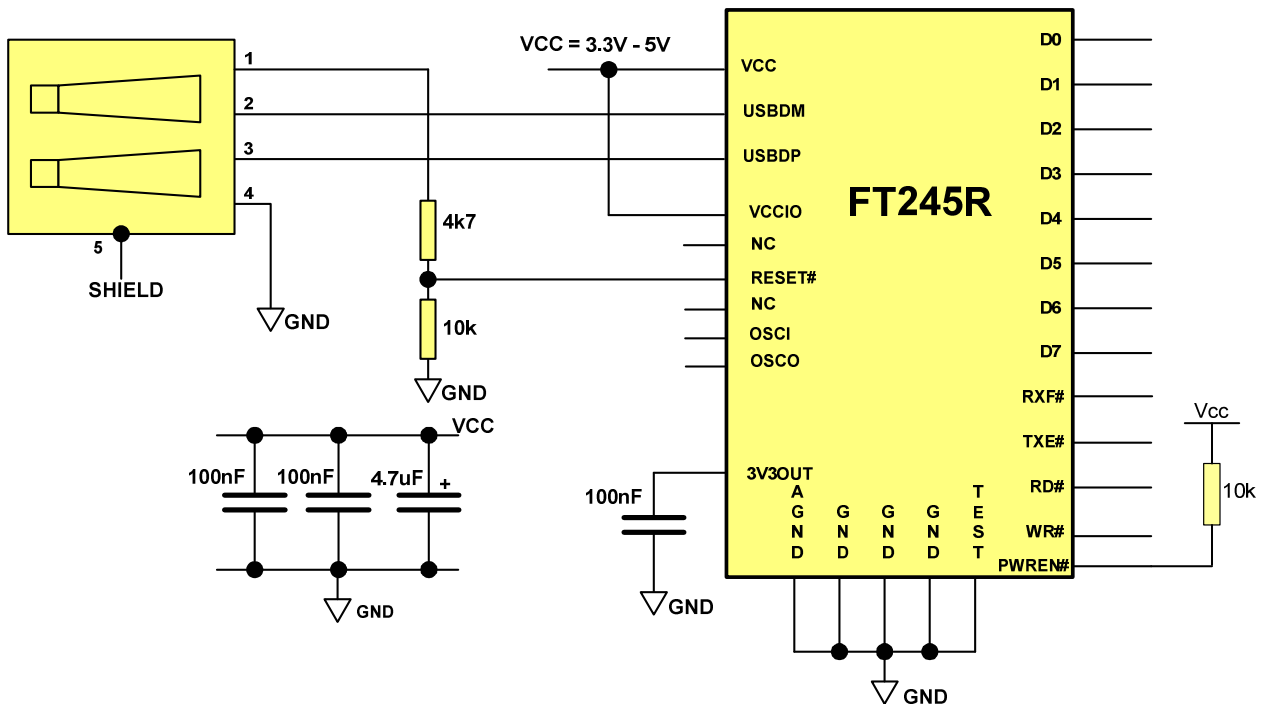 1
2
3
4
5
SHIELD
GND
4k7
10k
GND
VCC = 3.3V - 5V
VCC
USBDM
USBDP
VCCIO
NC
RESET#
NC
OSCI
OSCO
3V3OUT
FT245R
D0
D1
D2
D3
D4
D5
D6
D7
RXF#
TXE#
RD#
WR#
PWREN#
AGND
GND
GND
GND
TEST
GND
Vcc
10k
VCC
100nF
100nF
4.7uF
+
GND
100nF
GND